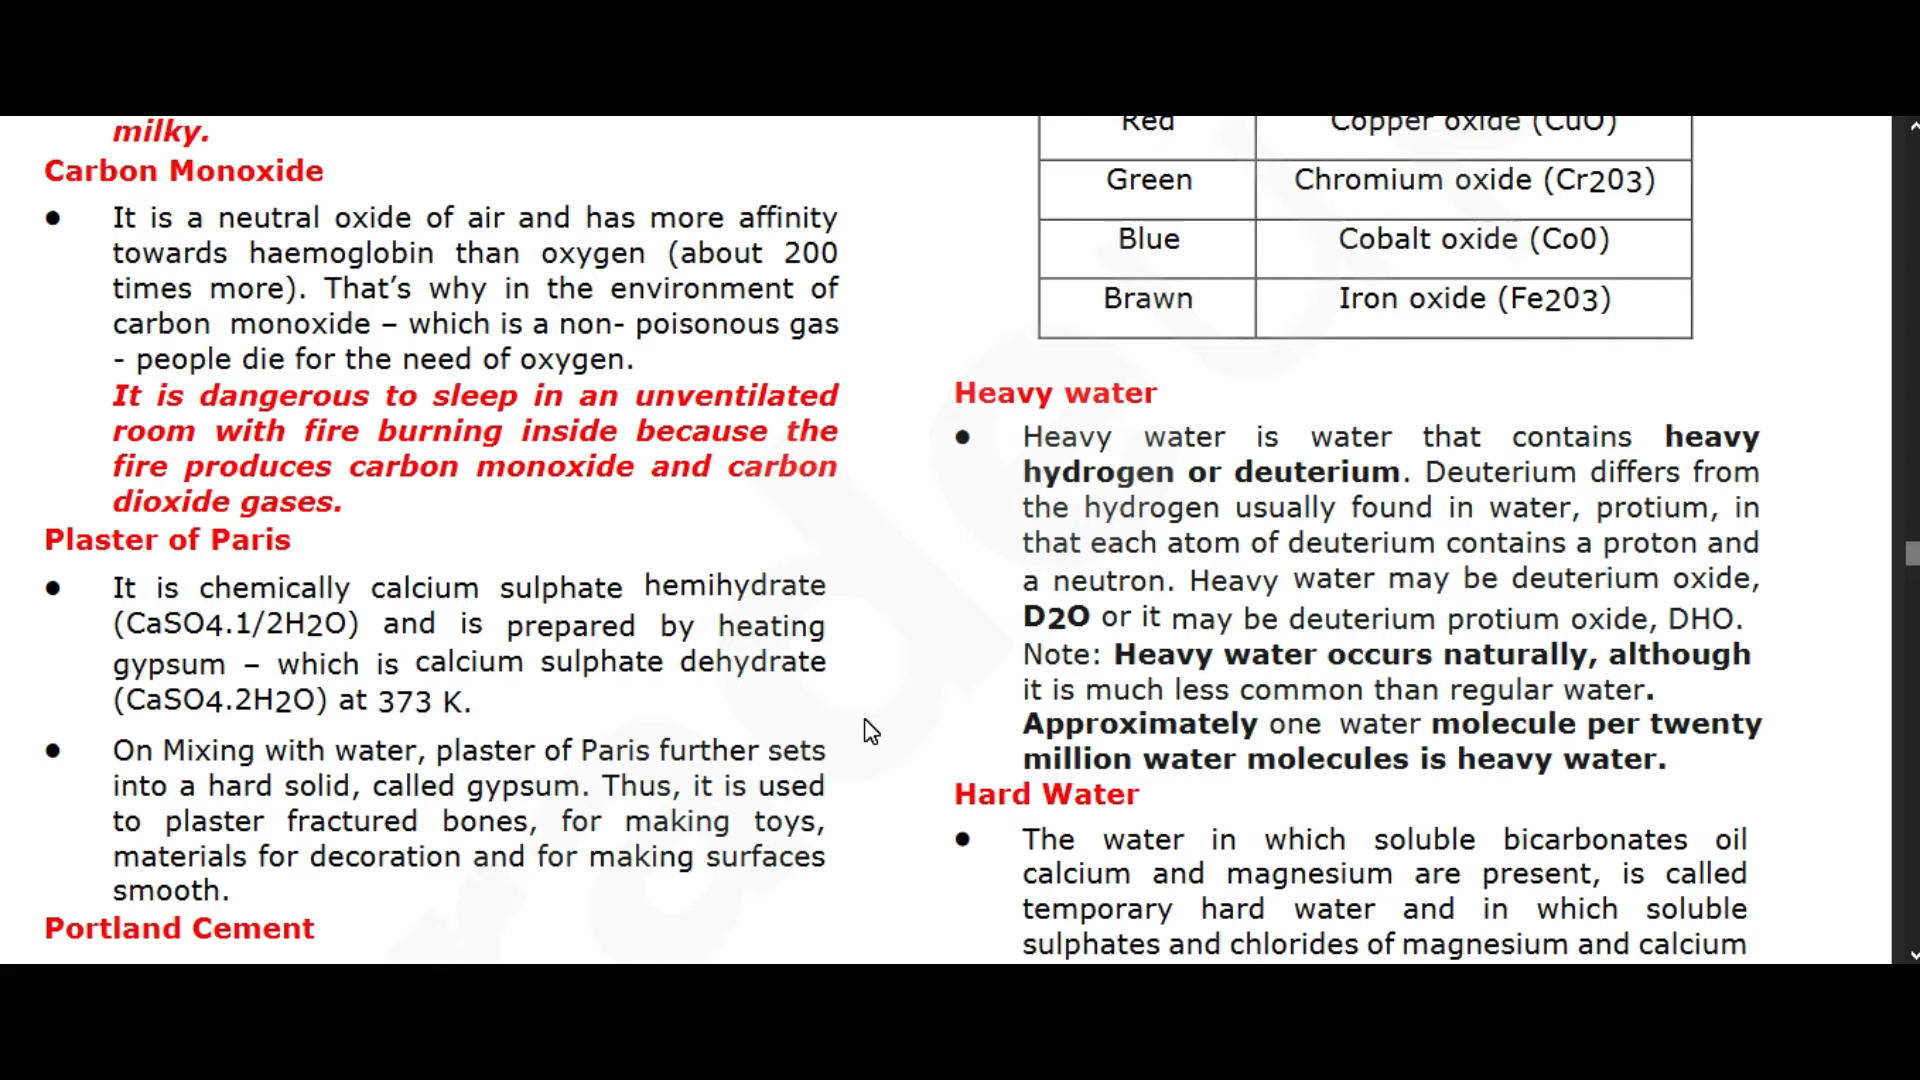 milky.
Carbon Monoxide
● It is a neutral oxide of air and has more affinity
towards haemoglobin than oxygen (about 200
times more). That's why in the environment of
carbon monoxide – which is a non- poisonous gas
- people die for the need of oxygen.
It is dangerous to sleep in an unventilated
room with fire burning inside because the
fire produces carbon monoxide and carbon
dioxide gases.
Plaster of Paris
● It is chemically calcium sulphate hemihydrate
(CaSO4.1/2H2O) and is prepared by heating
gypsum – which is calcium sulphate dehydrate
(CaSO4.2H2O) at 373 K.
● On Mixing with water, plaster of Paris further sets
into a hard solid, called gypsum. Thus, it is used
to plaster fractured bones, for making toys,
materials for decoration and for making surfaces
smooth.
Portland Cement
Red Copper oxide (CuO)
Green Chromium oxide (Cr2O3)
Blue Cobalt oxide (Co0)
Brawn Iron oxide (Fe2O3)
Heavy water
● Heavy water is water that contains heavy
hydrogen or deuterium. Deuterium differs from
the hydrogen usually found in water, protium, in
that each atom of deuterium contains a proton and
a neutron. Heavy water may be deuterium oxide,
D2O or it may be deuterium protium oxide, DHO.
Note: Heavy water occurs naturally, although
it is much less common than regular water.
Approximately one water molecule per twenty
million water molecules is heavy water.
Hard Water
● The water in which soluble bicarbonates oil
calcium and magnesium are present, is called
temporary hard water and in which soluble
sulphates and chlorides of magnesium and calcium